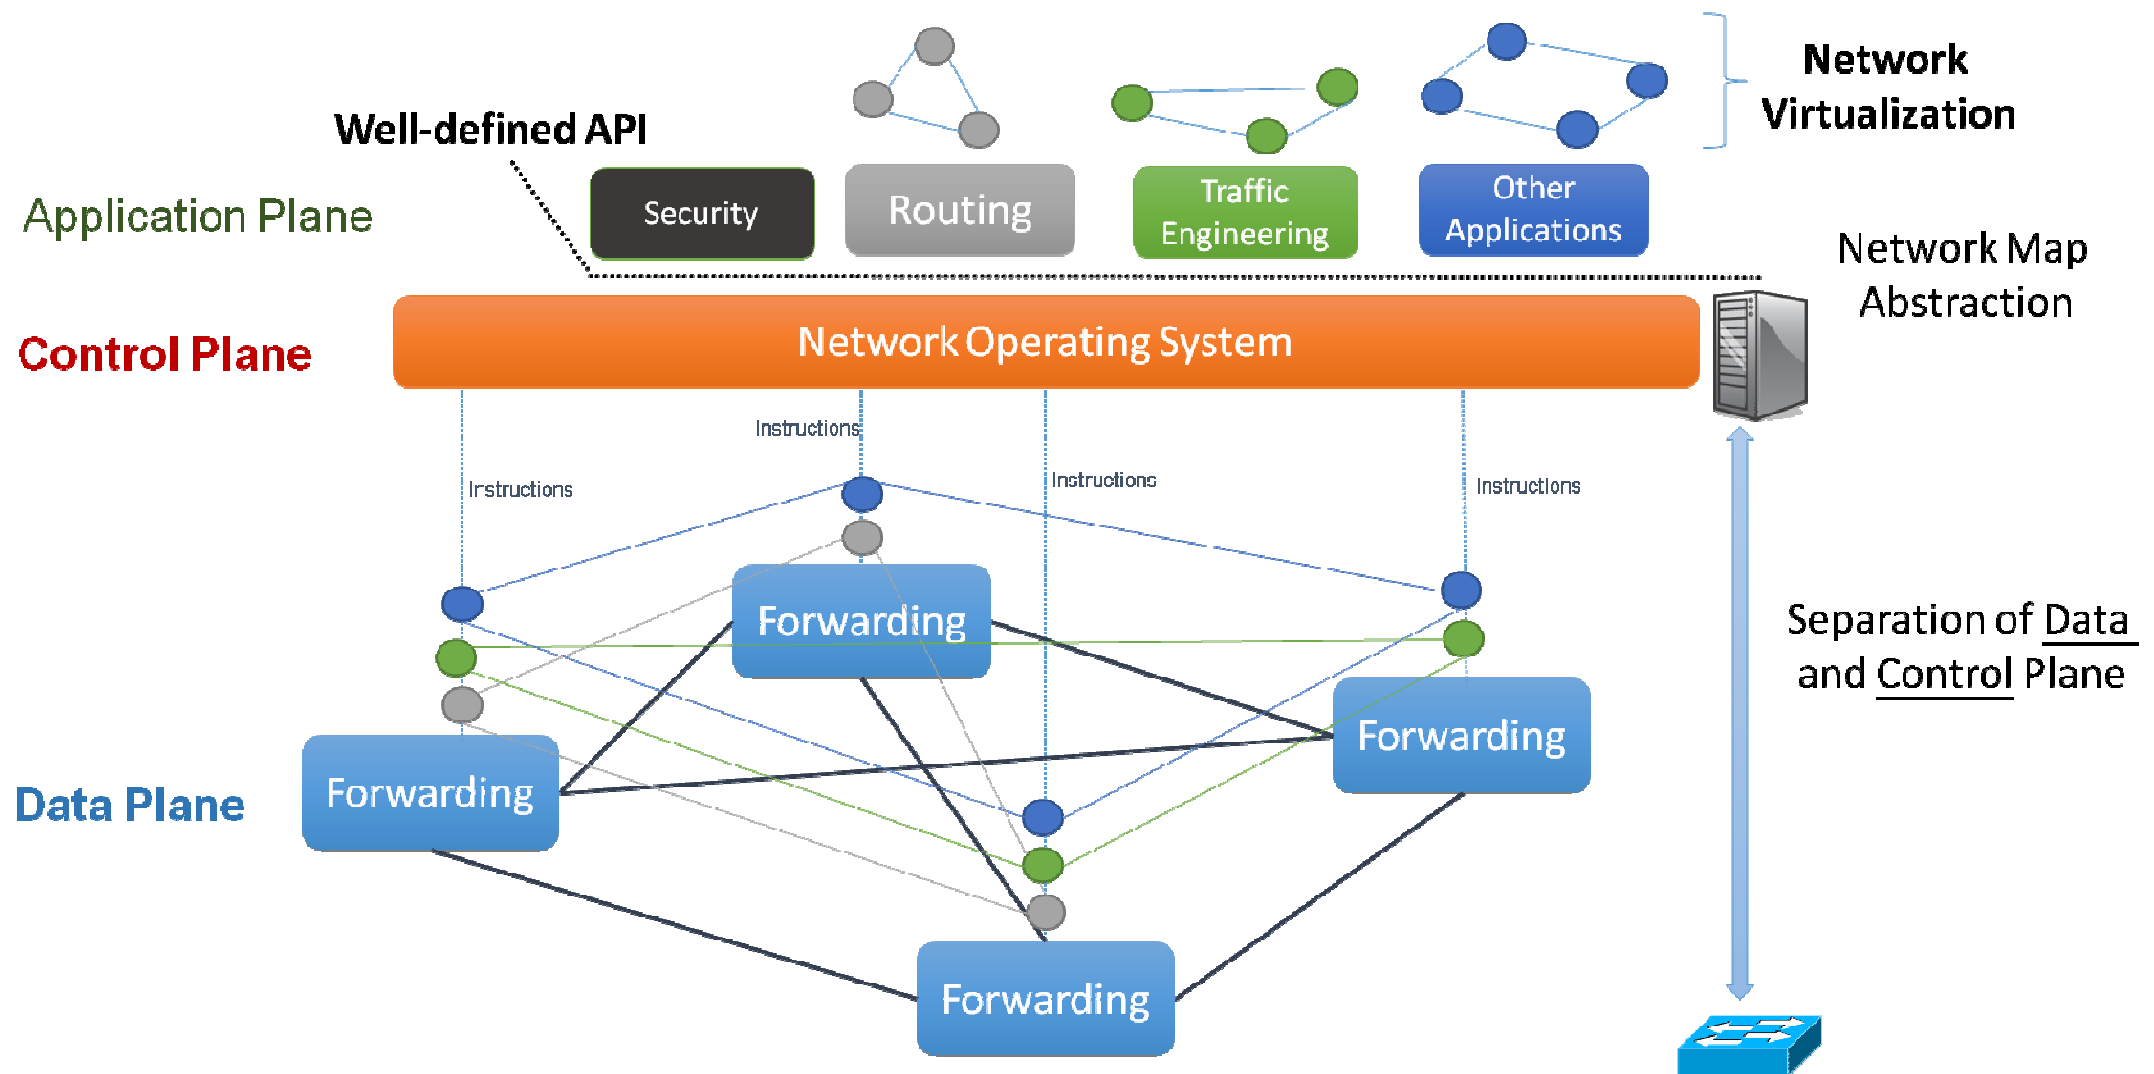 Network
Virtualization
Well-defined API
Application Plane
Security
Routing
Traffic
Engineering
Other
Applications
Network Map
Abstraction
Control Plane
Network Operating System
Instructions
Instructions
Instructions
Instructions
Forwarding
Separation of Data
and Control Plane
Forwarding
Data Plane
Forwarding
Forwarding